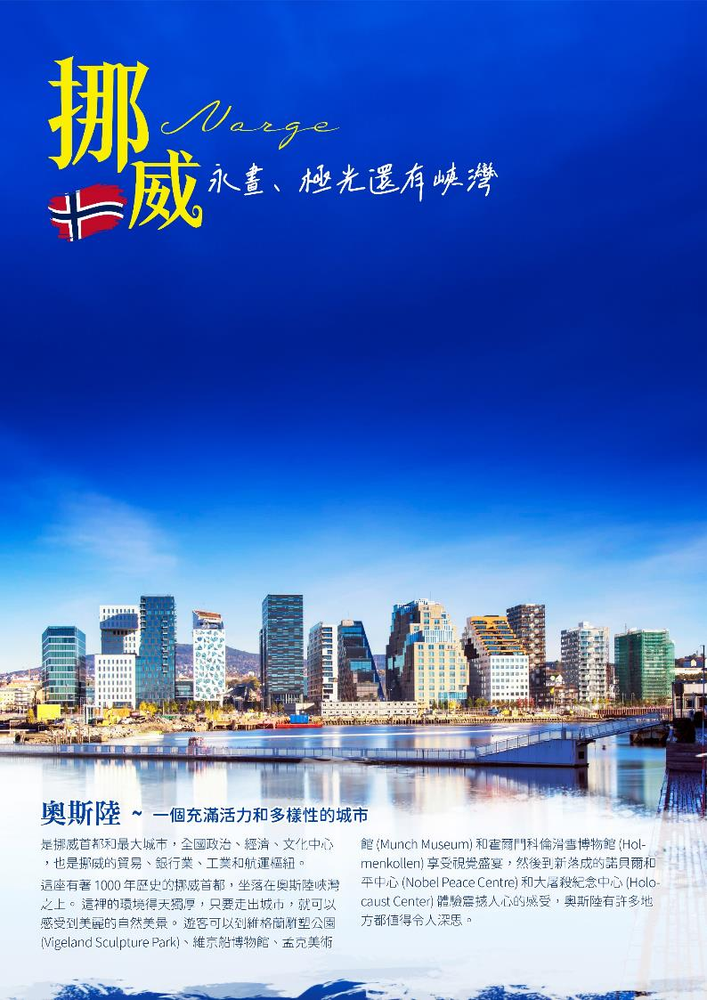 挪威
Norge
永晝、極光還有峽灣
奧斯陸 ~ 一個充滿活力和多樣性的城市
是挪威首都和最大城市，全國政治、經濟、文化中心
，也是挪威的貿易、銀行業、工業和航運樞紐。
這座有著 1000 年歷史的挪威首都，坐落在奧斯陸峽灣
之上。 這裡的環境得天獨厚，只要走出城市，就可以
感受到美麗的自然美景。 遊客可以到維格蘭雕塑公園
(Vigeland Sculpture Park)、維京船博物館、孟克美術
館 (Munch Museum) 和霍爾門科倫滑雪博物館 (Hol-
menkollen) 享受視覺盛宴，然後到新落成的諾貝爾和
平中心 (Nobel Peace Centre) 和大屠殺紀念中心 (Holo-
caust Center) 體驗震撼人心的感受，奧斯陸有許多地
方都值得令人深思。